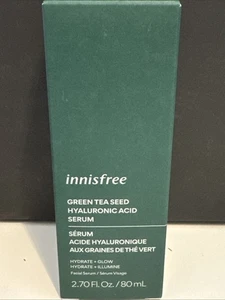 innisfree
GREEN TEA SEED
HYALURONIC ACID
SERUM
SÉRUM
ACIDE HYALURONIQUE
AUX GRAINES DE THÉ VERT
HYDRATE + GLOW
HYDRATE + ILLUMINE
Facial Serum / Sérum Visage
2.70 Fl. Oz. / 80 mL